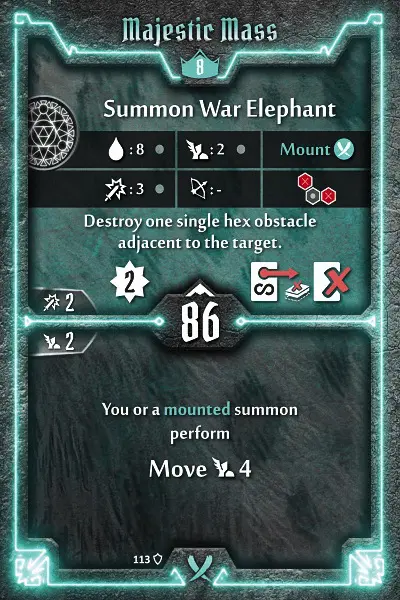 Majestic Mass
8
Summon War Elephant
: 8
: 2
Mount
: 3
: -
Destroy one single hex obstacle
adjacent to the target.
2
2
86
2
You or a mounted summon
perform
Move 4
113